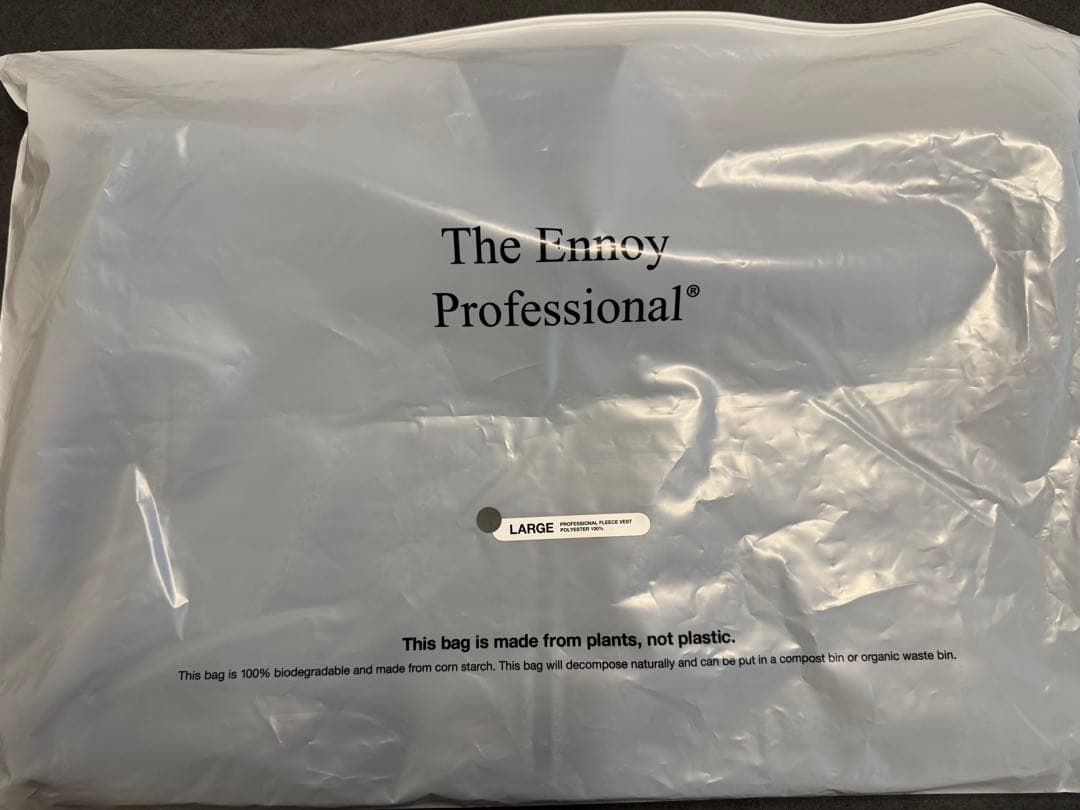 The Ennoy
Professional®
LARGE PROFESSIONAL FLEECE VEST
POLYESTER 100%
This bag is made from plants, not plastic.
This bag is 100% biodegradable and made from corn starch. This bag will decompose naturally and can be put in a compost bin or organic waste bin.